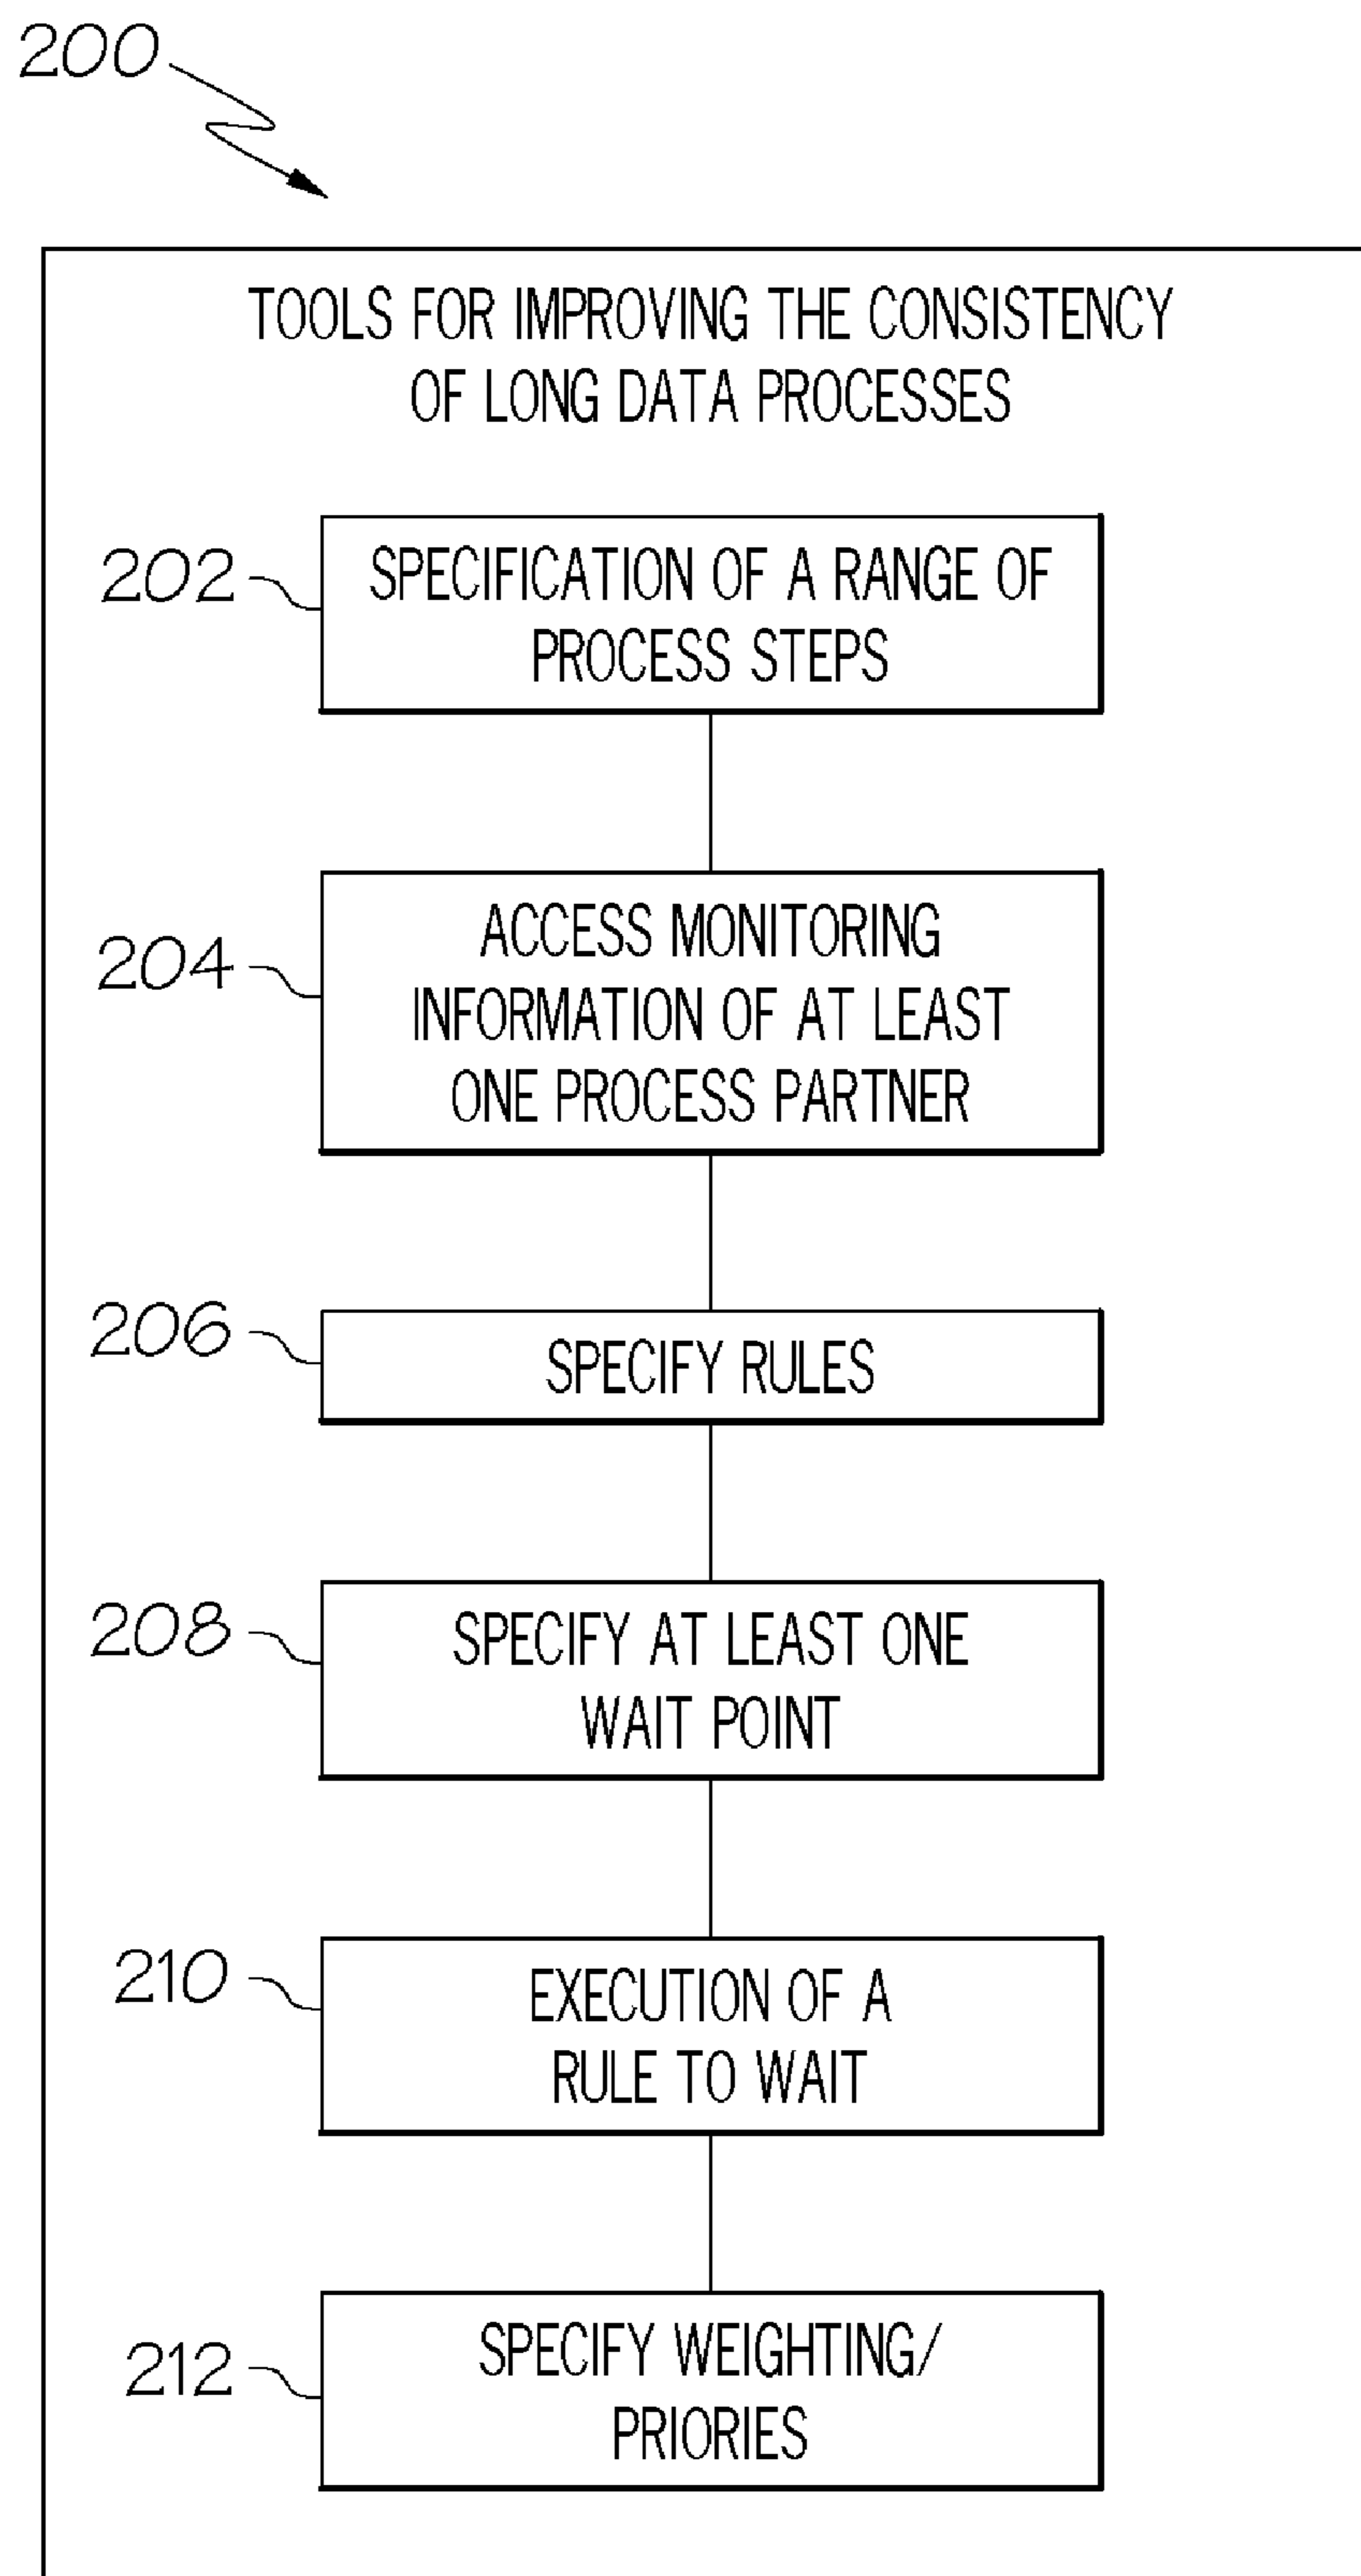 200
TOOLS FOR IMPROVING THE CONSISTENCY
OF LONG DATA PROCESSES
202
SPECIFICATION OF A RANGE OF
PROCESS STEPS
204
ACCESS MONITORING
INFORMATION OF AT LEAST
ONE PROCESS PARTNER
206
SPECIFY RULES
208
SPECIFY AT LEAST ONE
WAIT POINT
210
EXECUTION OF A
RULE TO WAIT
212
SPECIFY WEIGHTING/
PRIORIES